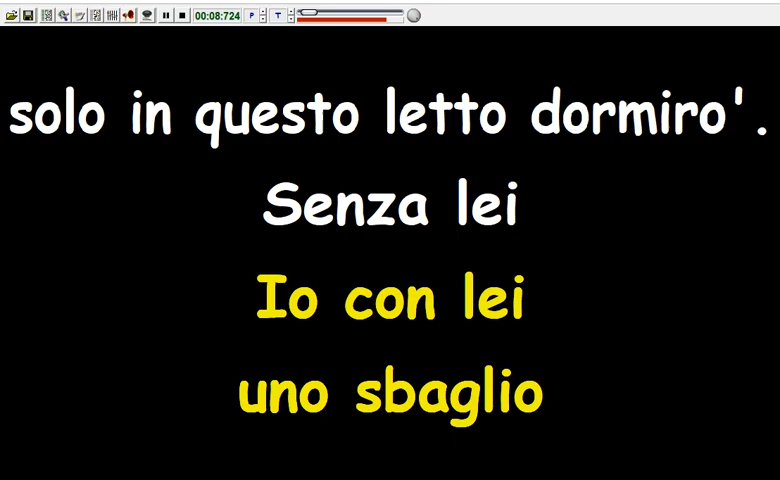 00:08:724 P T
solo in questo letto dormiro'.
Senza lei
Io con lei
uno sbaglio